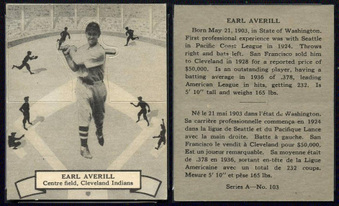 EARL AVERILL
Centre field, Cleveland Indians
EARL AVERILL
Born May 21, 1903, in State of Washington.
First professional experience was with Seattle
in Pacific Coast League in 1924. Throws
right and bats left. San Francisco sold him
to Cleveland in 1928 for a reported price of
$50,000. Is an outstanding player, having a
batting average in 1936 of .378, leading
American League in hits, getting 232. Is
5' 10" tall and weighs 165 lbs.
Né le 21 mai 1903 dans l'état de Washington.
Sa carrière professionnelle commença en 1924
dans la ligue de Seattle et du Pacifique. Lance
avec la main droite. Batte à gauche. San
Francisco le vendit à Cleveland pour $50,000.
Est un joueur remarquable. Sa moyenne était
de .378 en 1936, sortant en-tête de la Ligue
Américaine avec un total de 232 coups.
Mesure 5' 10" et pèse 165 lbs.
Series A—No. 103